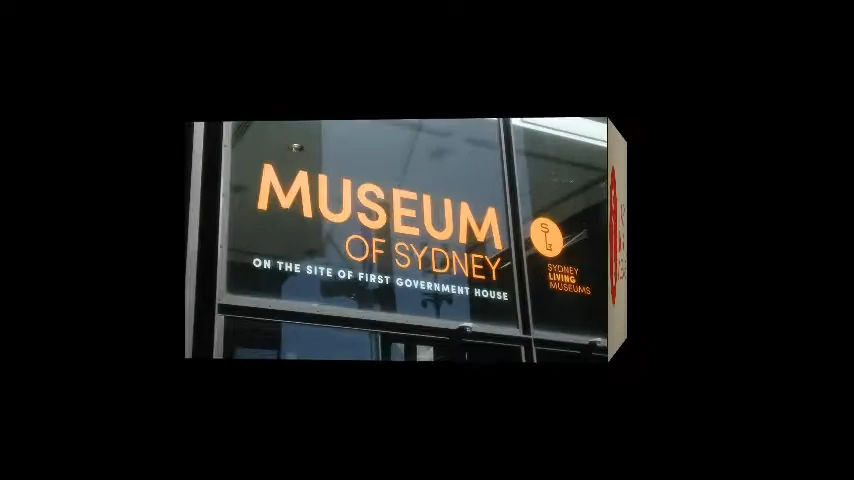 MUSEUM
OF SYDNEY
ON THE SITE OF FIRST GOVERNMENT HOUSE
S
SYDNEY
LIVING
MUSEUMS